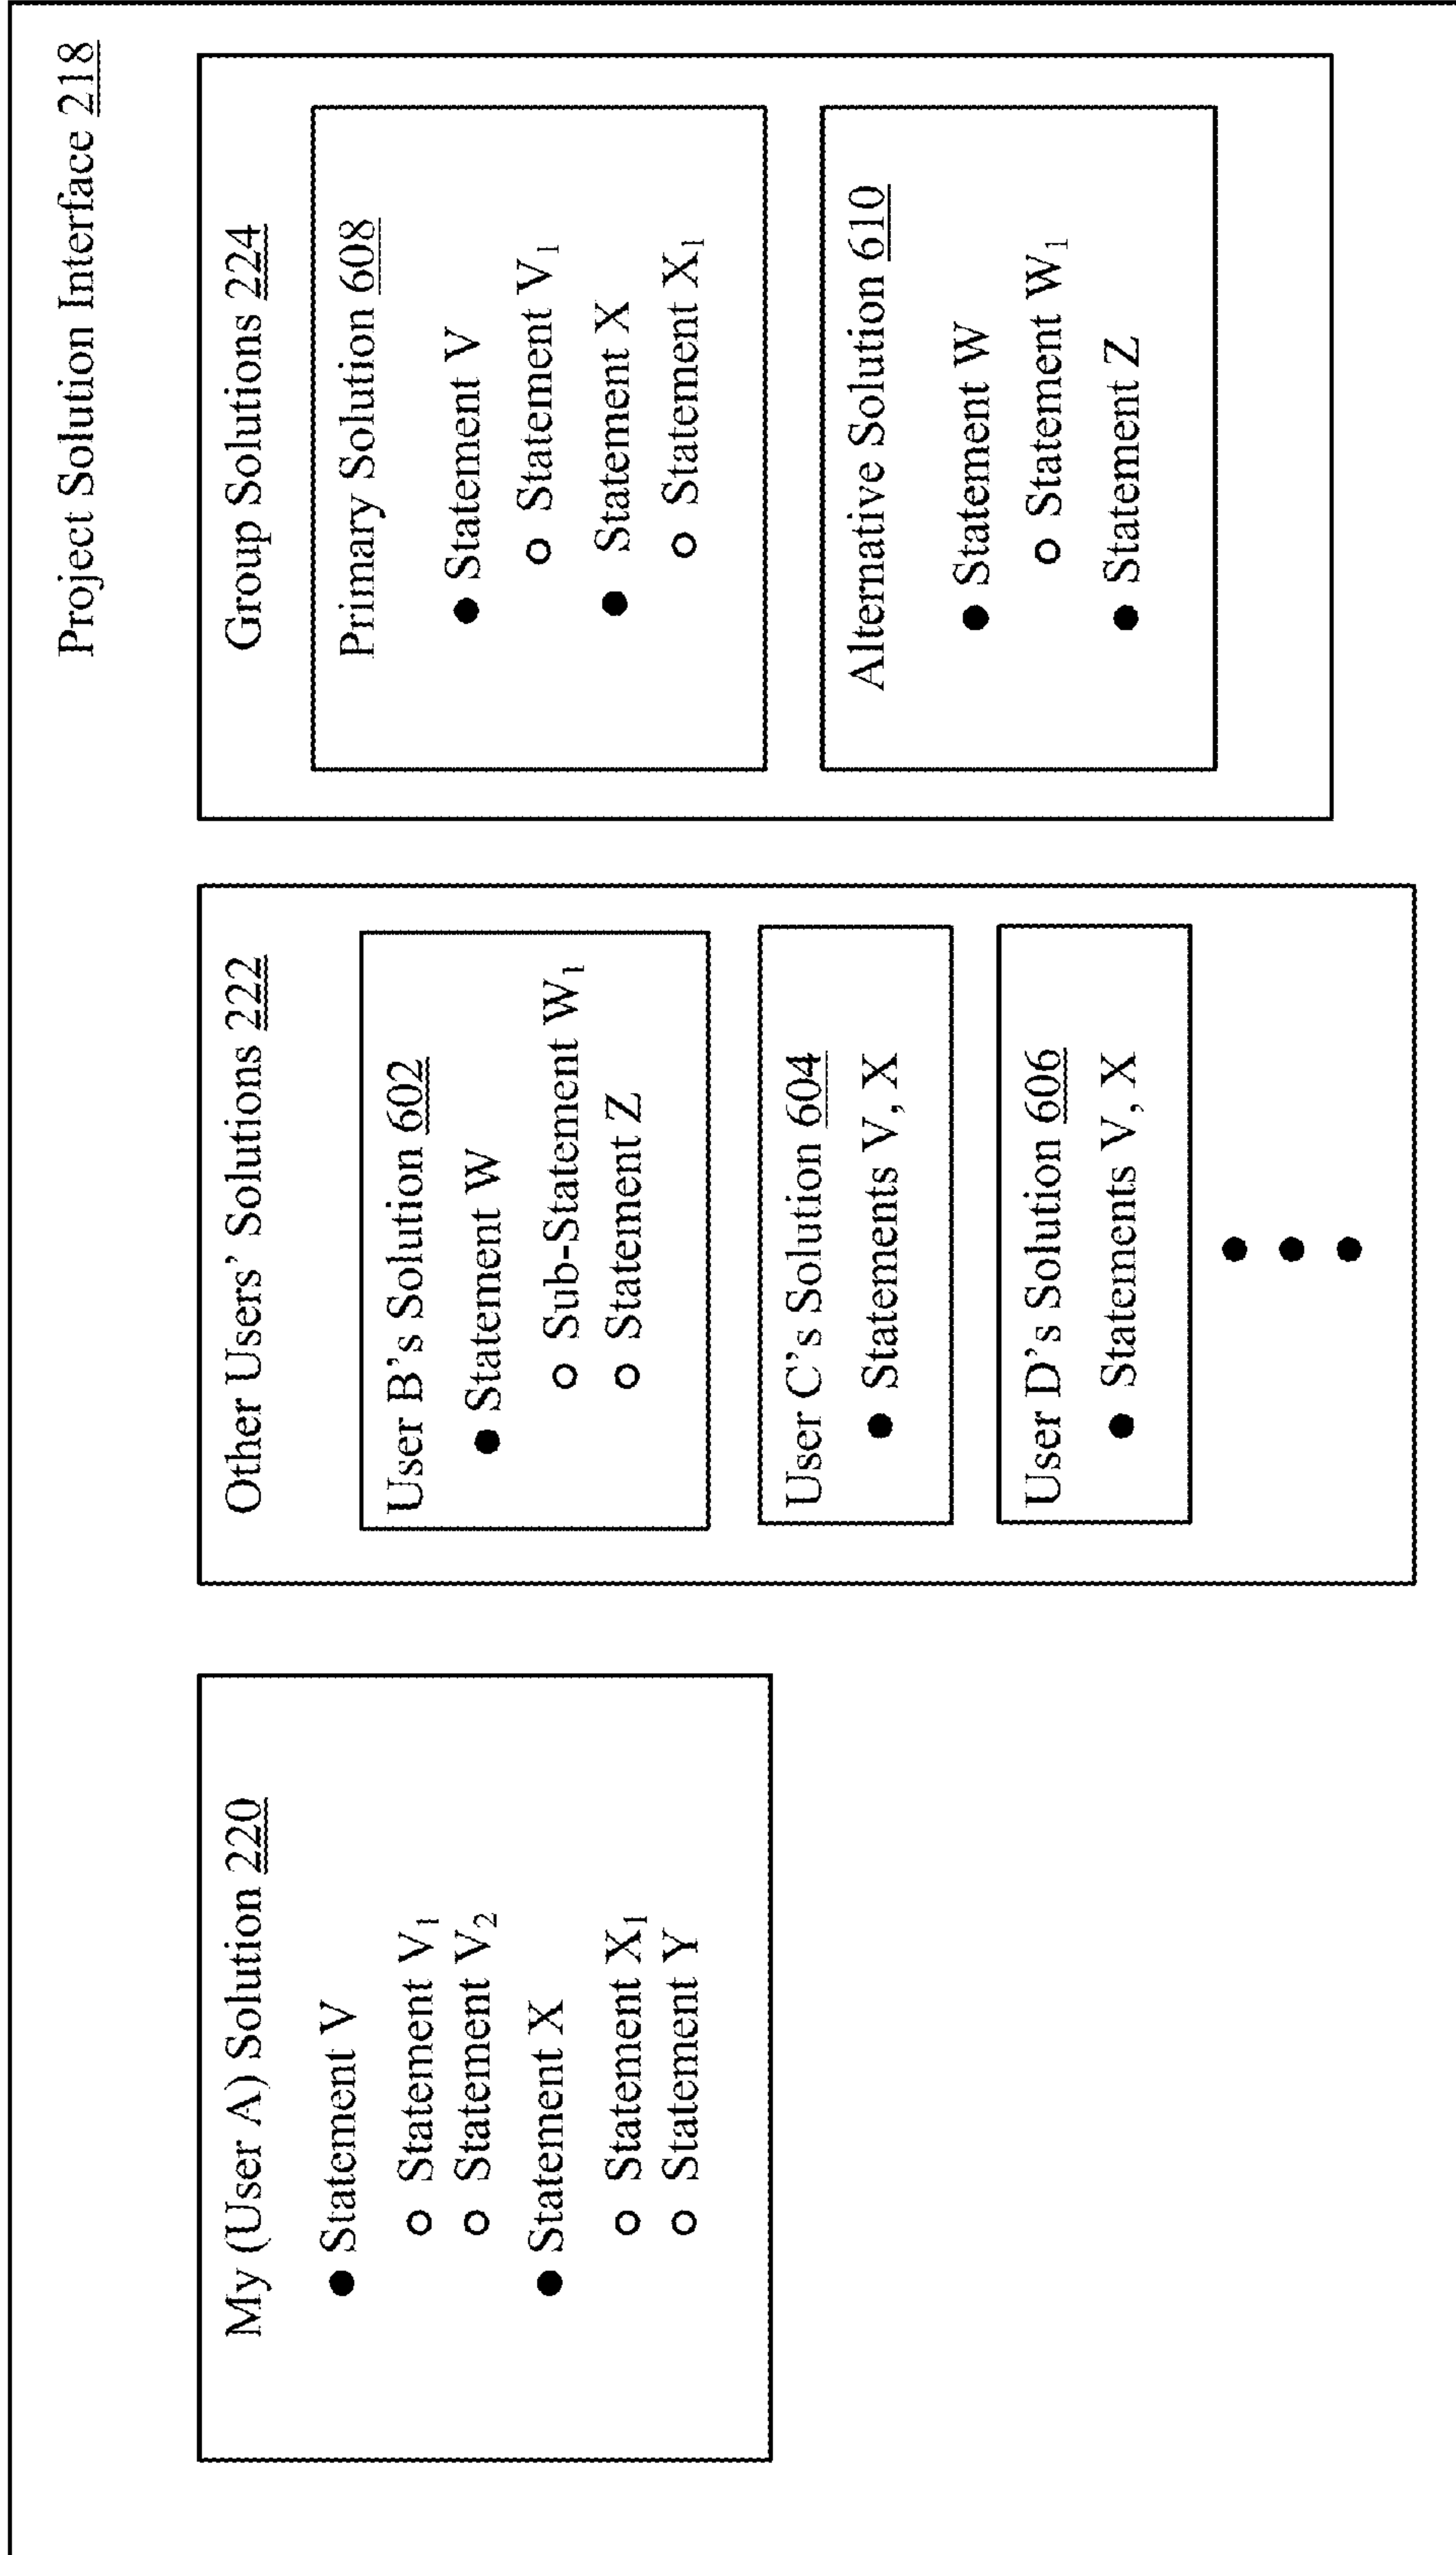 Project Solution Interface 218
My (User A) Solution 220
● Statement V
○ Statement V₁
○ Statement V₂
● Statement X
○ Statement X₁
○ Statement Y
Other Users’ Solutions 222
User B’s Solution 602
● Statement W
○ Sub-Statement W₁
○ Statement Z
User C’s Solution 604
● Statements V, X
User D’s Solution 606
● Statements V, X
Group Solutions 224
Primary Solution 608
● Statement V
○ Statement V₁
● Statement X
○ Statement X₁
Alternative Solution 610
● Statement W
○ Statement W₁
● Statement Z